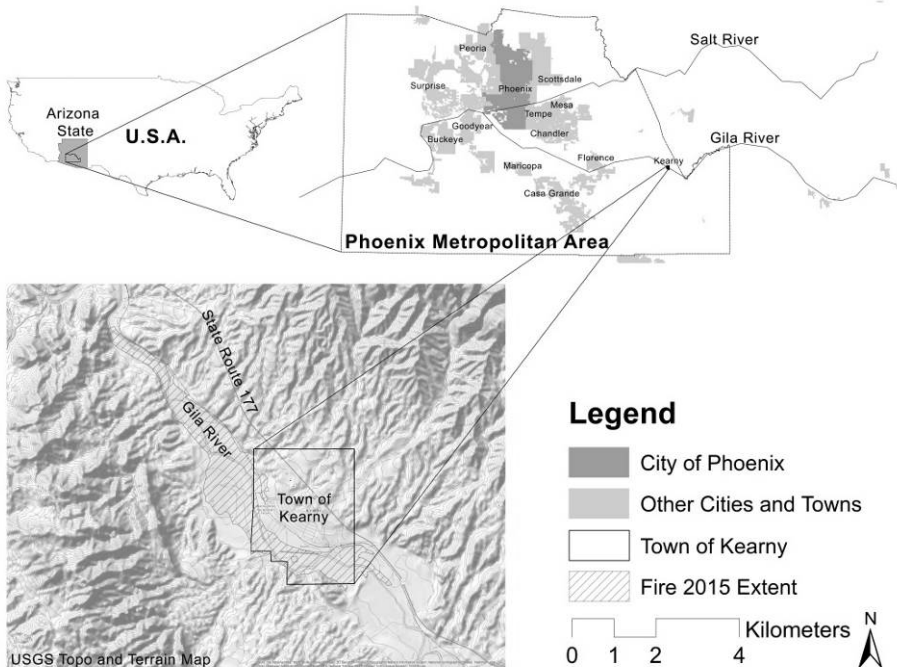 Salt River
Peoria
Scottsdale
Surprise
Phoenix
Mesa
Tempe
Goodyear
Chandler
Buckeye
Gila River
Florence
Maricopa
Kearny
Casa Grande
Phoenix Metropolitan Area
Arizona
State
U.S.A.
State Route 177
Gila River
Town of
Kearny
USGS Topo and Terrain Map
Legend
City of Phoenix
Other Cities and Towns
Town of Kearny
Fire 2015 Extent
Kilometers
0 1 2 4
N